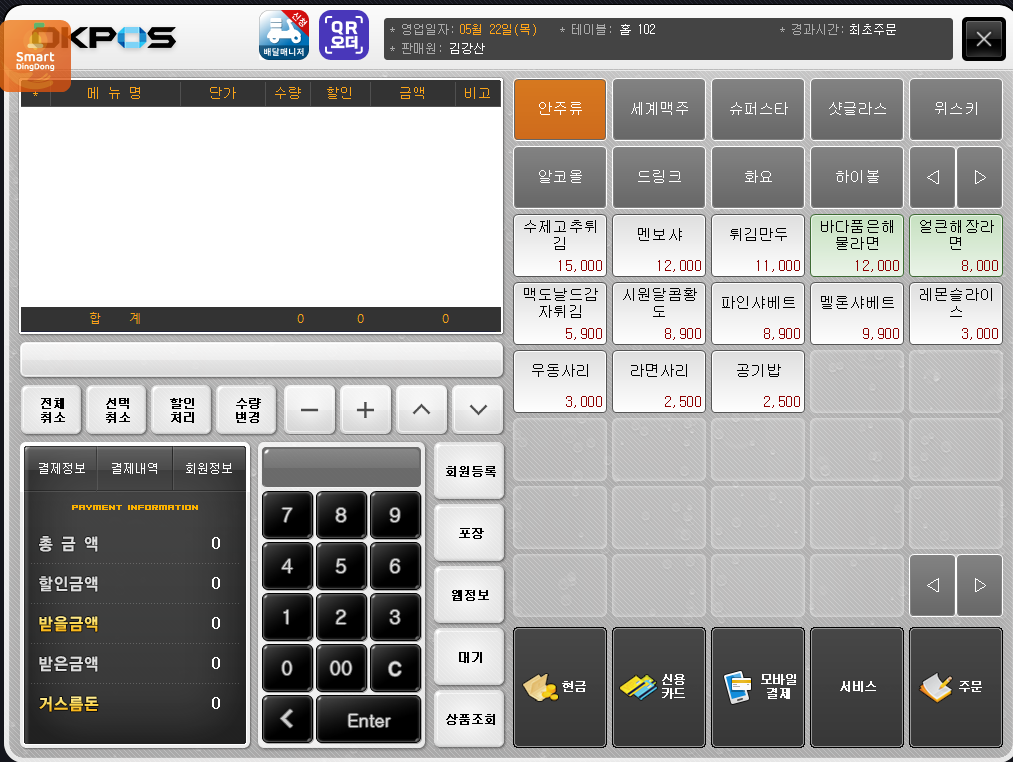 OKPOS
Smart
DingDong
신청
배달매니저
QR
오더
* 영업일자: 05월 22일(목) * 테이블: 홀 102 * 경과시간: 최초주문
* 판매원: 김강산
* 메 뉴 명 단가 수량 할인 금액 비고
합 계 0 0 0
전체
취소
선택
취소
할인
처리
수량
변경
− +
결제정보 결제내역 회원정보
PAYMENT INFORMATION
총 금 액 0
할인금액 0
받을금액 0
받은금액 0
거스름돈 0
7 8 9
4 5 6
1 2 3
0 00 C
Enter
회원등록
포장
웹정보
대기
상품조회
안주류 세계맥주 슈퍼스타 샷글라스 위스키
알코올 드링크 화요 하이볼
수제고추튀
김
15,000
멘보샤
12,000
튀김만두
11,000
바다품은해
물라면
12,000
얼큰해장라
면
8,000
맥도날드감
자튀김
5,900
시원달콤황
도
8,900
파인샤베트
8,900
멜론샤베트
9,900
레몬슬라이
스
3,000
우동사리
3,000
라면사리
2,500
공기밥
2,500
현금
신용
카드
모바일
결제
서비스
주문